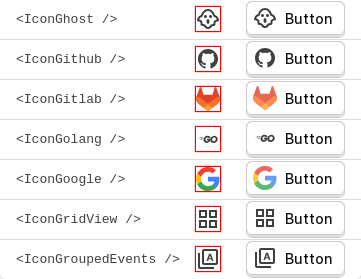 <IconGhost /> Button
<IconGithub /> Button
<IconGitlab /> Button
<IconGolang /> GO GO Button
<IconGoogle /> G G Button
<IconGridView /> Button
<IconGroupedEvents /> A A Button